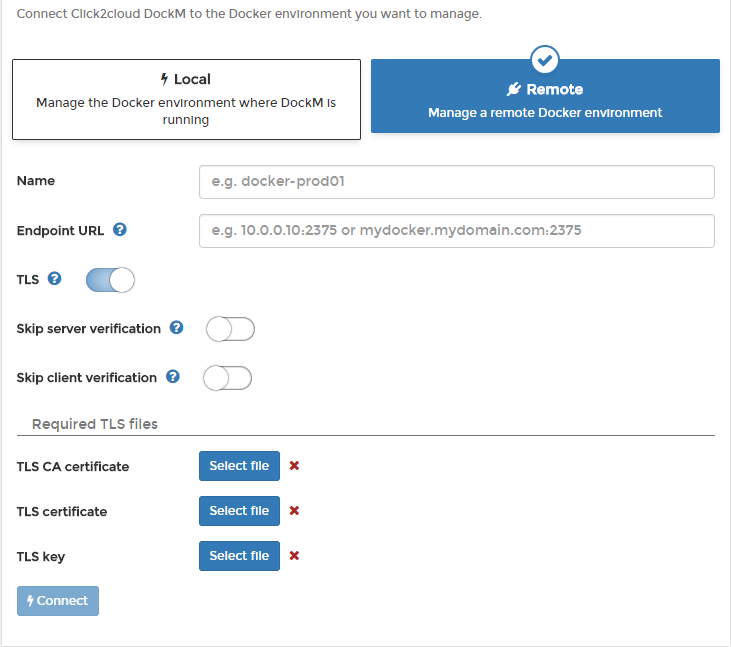 Connect Click2cloud DockM to the Docker environment you want to manage.
Local
Manage the Docker environment where DockM is
running
Remote
Manage a remote Docker environment
Name
e.g. docker-prod01
Endpoint URL ?
e.g. 10.0.0.10:2375 or mydocker.mydomain.com:2375
TLS ?
Skip server verification ?
Skip client verification ?
Required TLS files
TLS CA certificate Select file
TLS certificate Select file
TLS key Select file
Connect